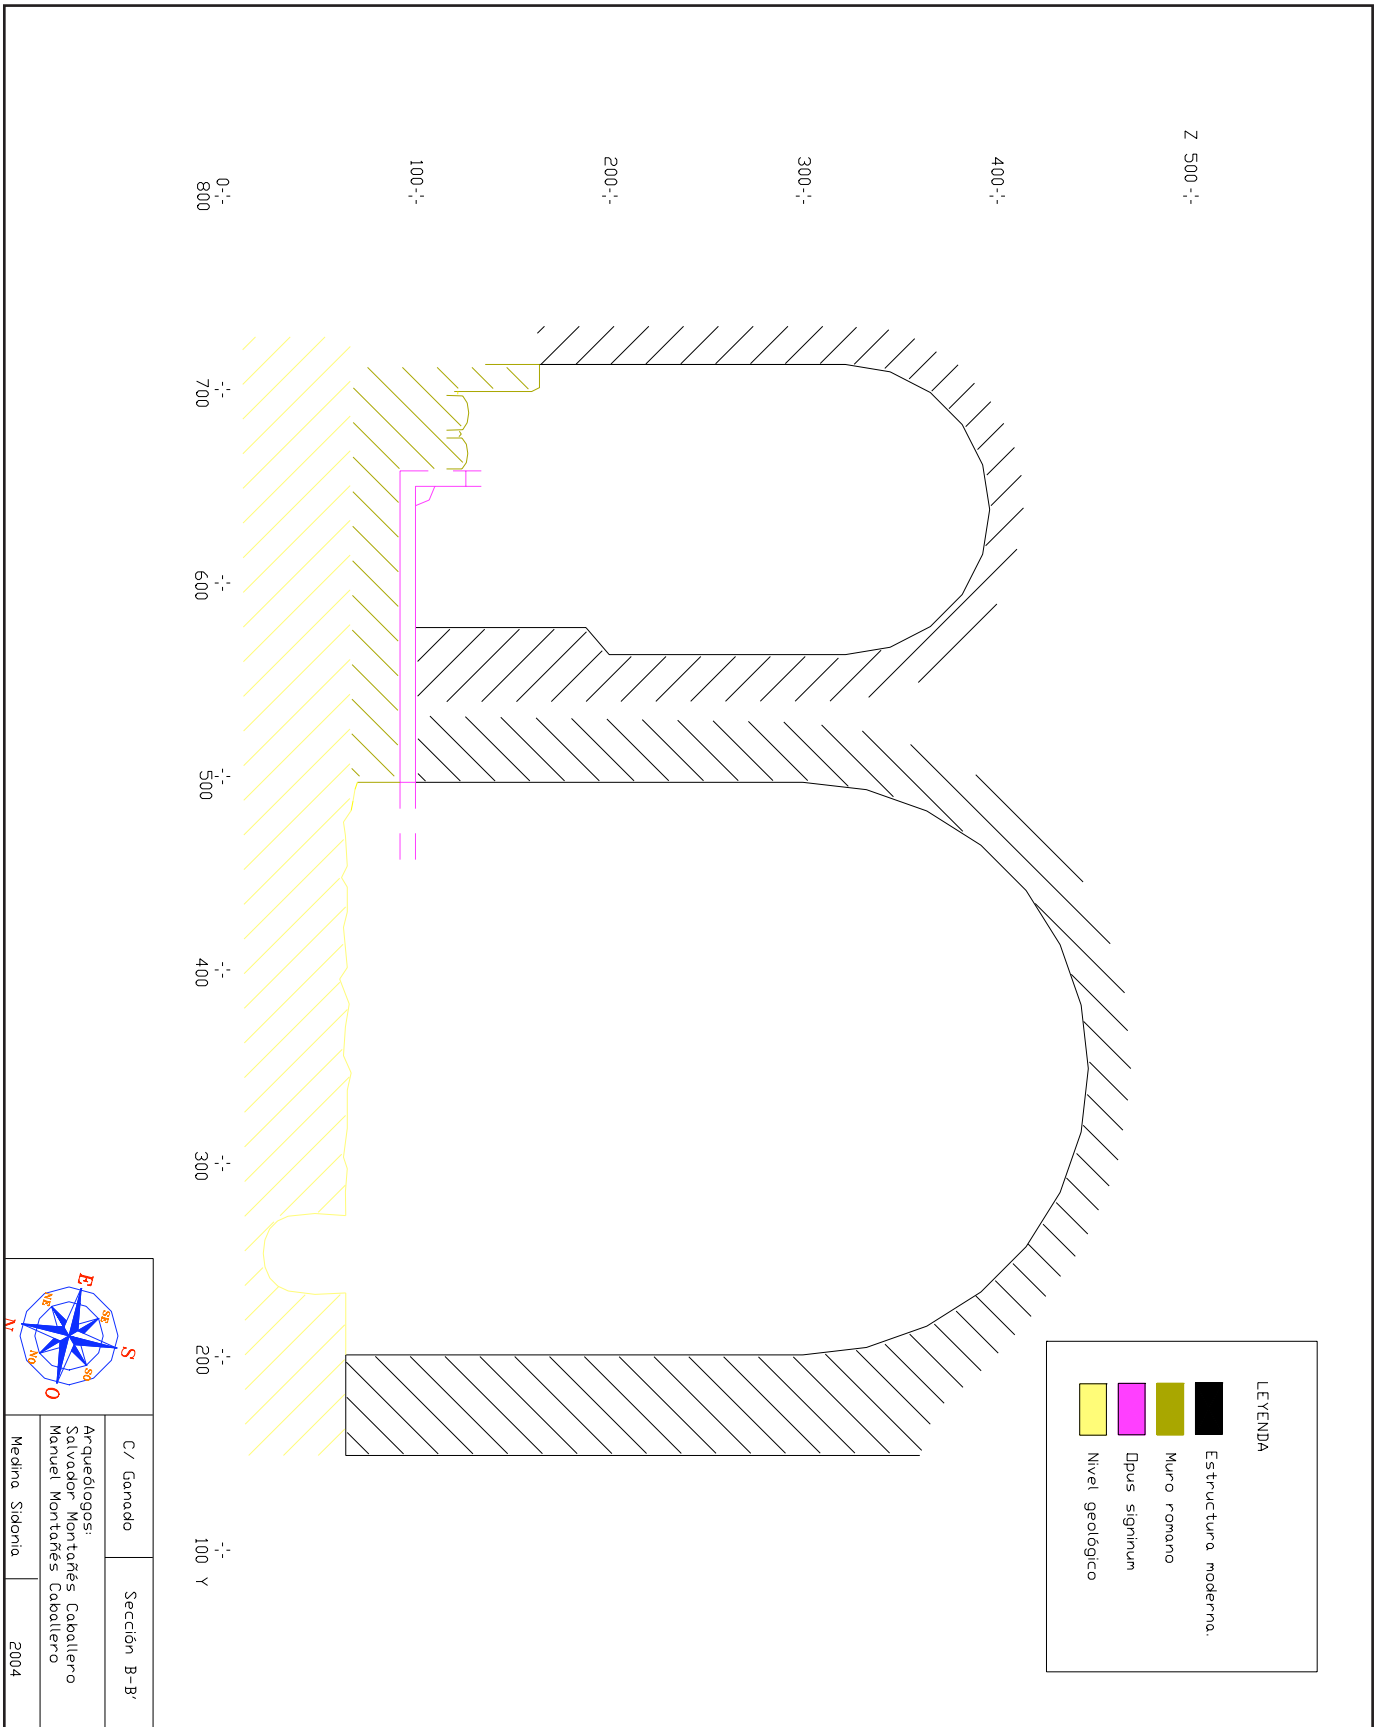 Z 500
400
300
200
100
0
800
700
600
500
400
300
200
100 Y
LEYENDA
Estructura moderna.
Muro romano
Opus signinum
Nivel geológico
S
SE
SO
E
O
NE
NO
N
C/ Ganado
Sección B-B'
Arqueólogos:
Salvador Montañés Caballero
Manuel Montañés Caballero
Medina Sidonia
2004